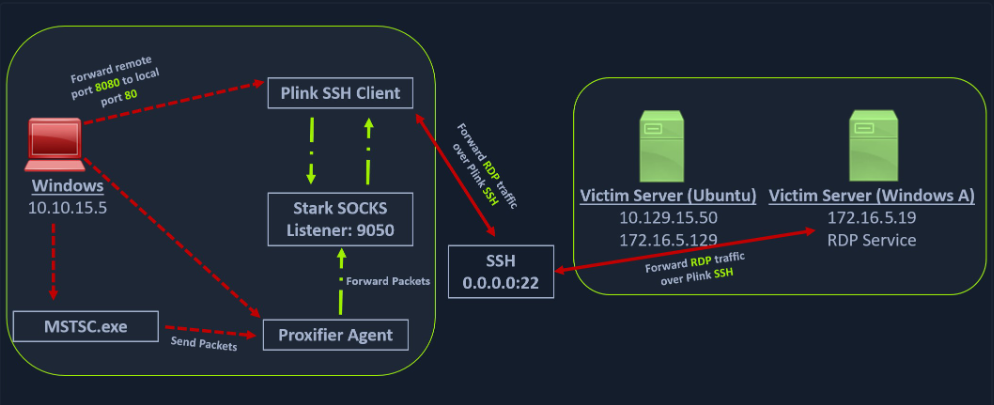 Forward remote
port 8080 to local
port 80
Plink SSH Client
Windows
10.10.15.5
Stark SOCKS
Listener: 9050
Forward Packets
MSTSC.exe
Send Packets
Proxifier Agent
Forward RDP traffic
over Plink SSH
SSH
0.0.0.0:22
Victim Server (Ubuntu)
10.129.15.50
172.16.5.129
Victim Server (Windows A)
172.16.5.19
RDP Service
Forward RDP traffic
over Plink SSH